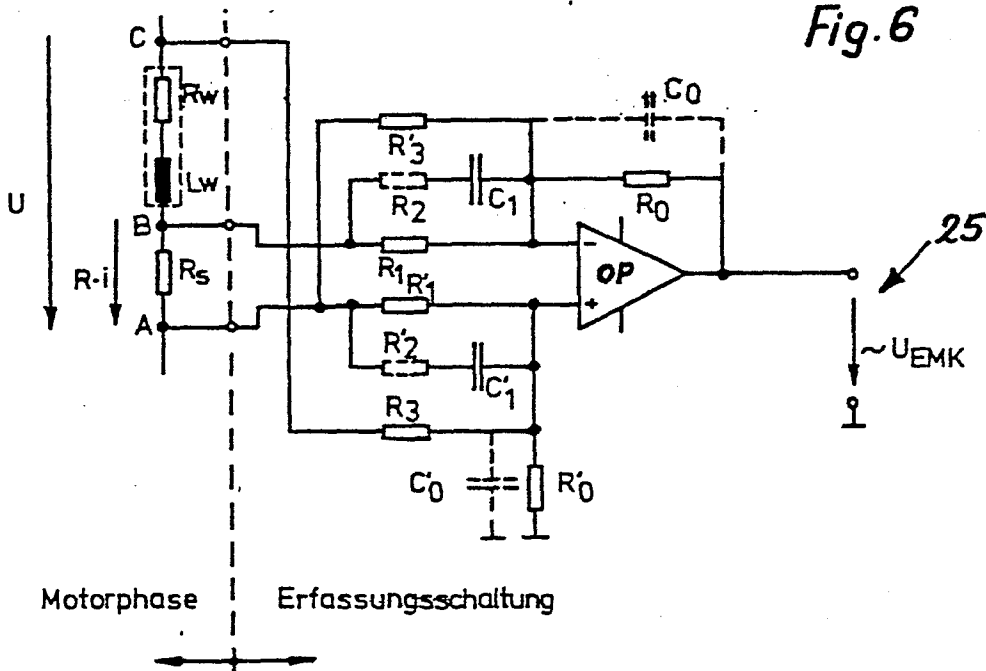 Fig. 6
C
Rw
Lw
U
B
R·i
Rs
A
R'3
C0
R2
C1
R0
R1
R'1
OP
25
R'2
C'1
~UEMK
R3
C'0
R'0
Motorphase
Erfassungsschaltung
−
+